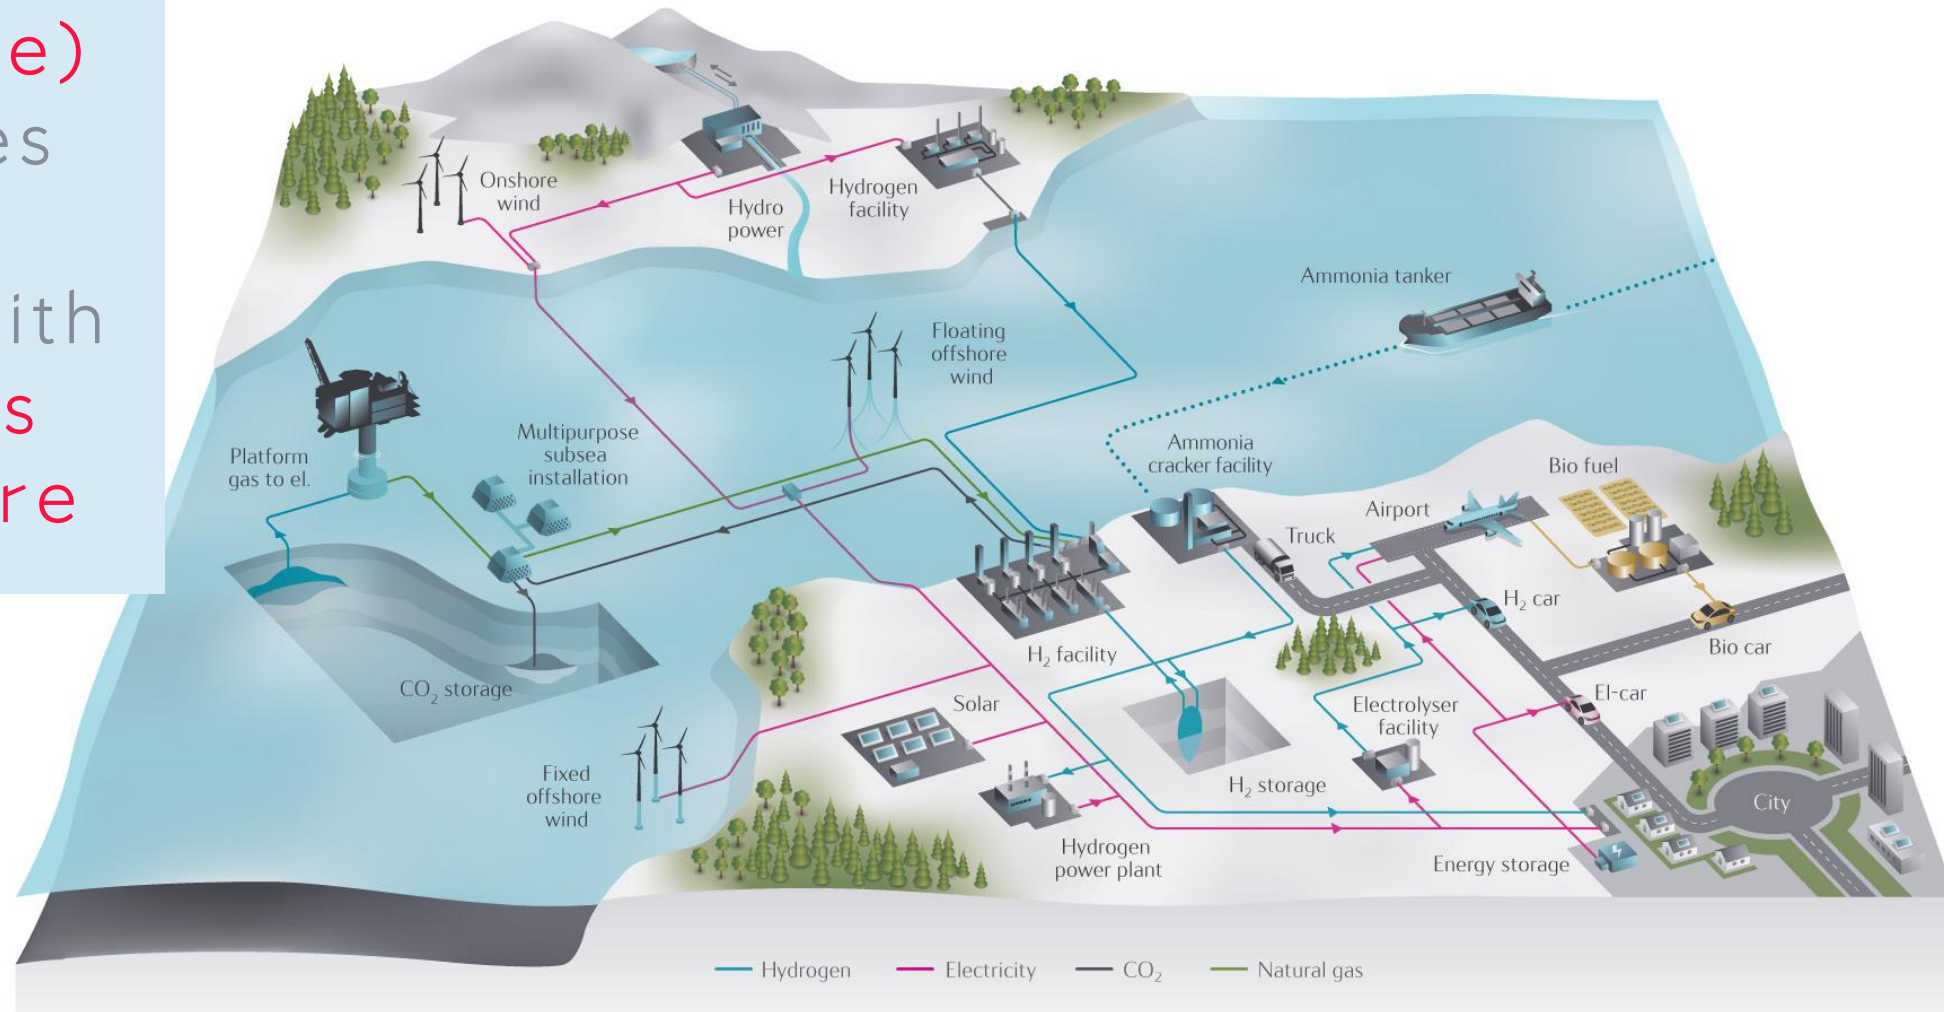 e)
es
ith
s
re
Onshore
wind
Hydro
power
Hydrogen
facility
Ammonia tanker
Floating
offshore
wind
Platform
gas to el.
Multipurpose
subsea
installation
Ammonia
cracker facility
Truck
Airport
Bio fuel
H₂ car
Bio car
H₂ facility
CO₂ storage
Solar
Electrolyser
facility
El-car
Fixed
offshore
wind
H₂ storage
City
Hydrogen
power plant
Energy storage
Hydrogen
Electricity
CO₂
Natural gas